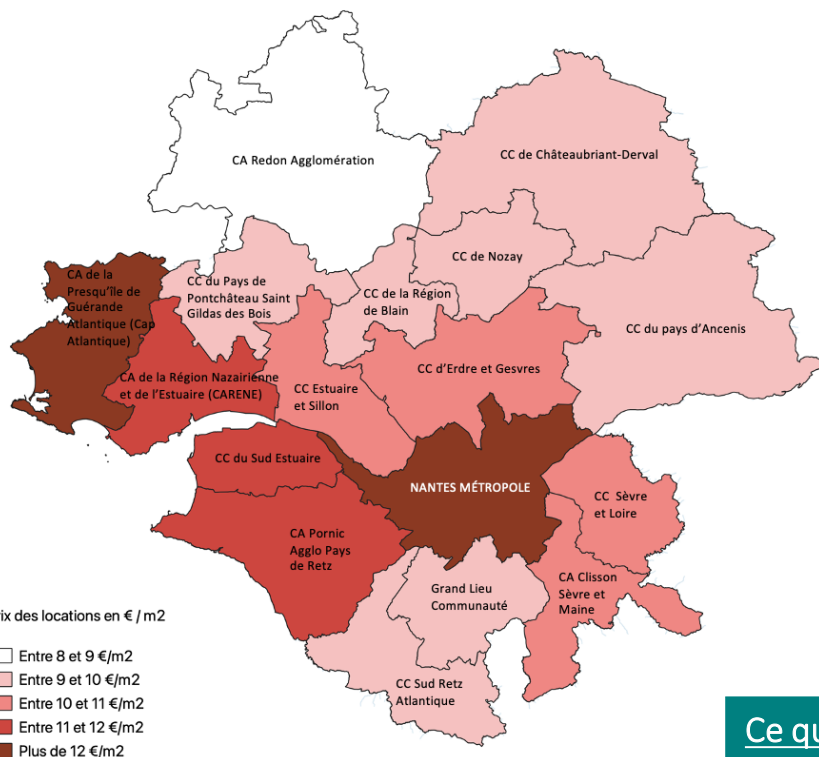 CA Redon Agglomération
CC de Châteaubriant-Derval
CC de Nozay
CA de la
Presqu'île de
Guérande
Atlantique (Cap
Atlantique)
CC du Pays de
Pontchâteau Saint
Gildas des Bois
CC de la Région
de Blain
CC du pays d'Ancenis
CA de la Région Nazairienne
et de l'Estuaire (CARENE)
CC Estuaire
et Sillon
CC d'Erdre et Gesvres
CC du Sud Estuaire
NANTES MÉTROPOLE
CC Sèvre
et Loire
CA Pornic
Agglo Pays
de Retz
Grand Lieu
Communauté
CA Clisson
Sèvre et
Maine
CC Sud Retz
Atlantique
ix des locations en € / m2
Entre 8 et 9 €/m2
Entre 9 et 10 €/m2
Entre 10 et 11 €/m2
Entre 11 et 12 €/m2
Plus de 12 €/m2
Ce qu